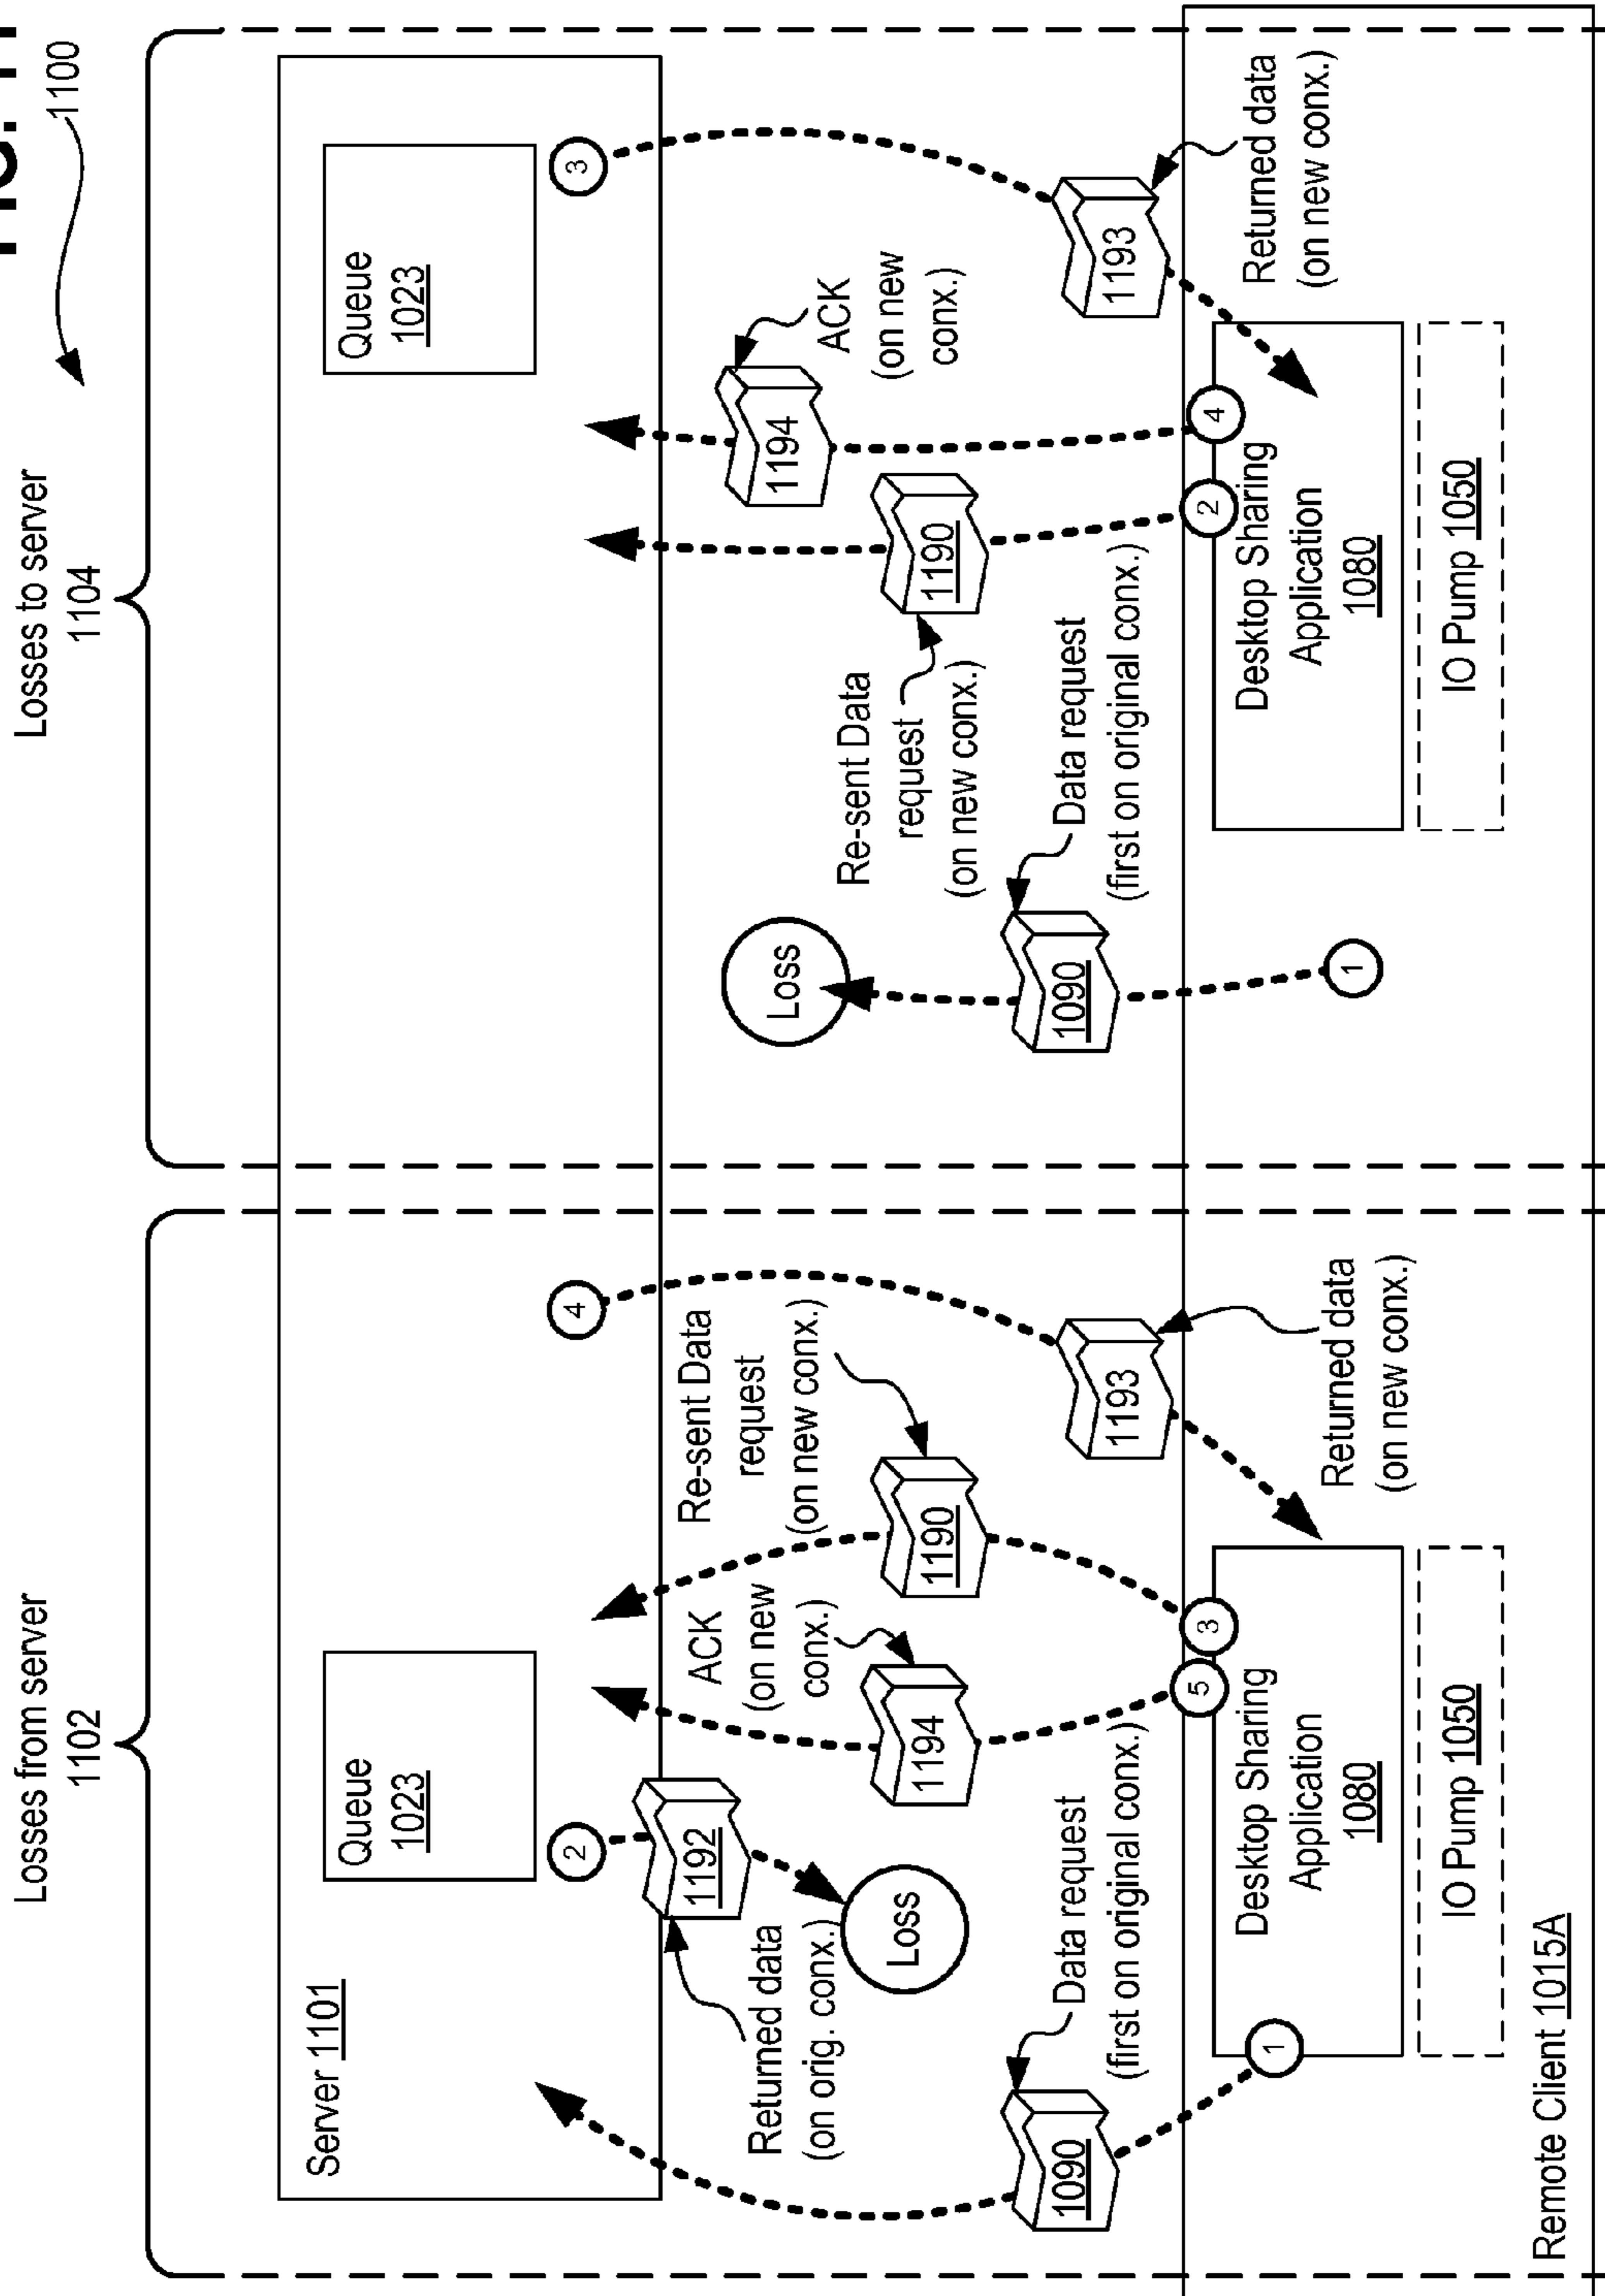 1100
Losses from server
1102
Losses to server
1104
Server 1101
Queue
1023
2
4
1192
Returned data
(on orig. conx.)
Loss
ACK
(on new
conx.)
1194
Re-sent Data
request
(on new conx.)
1190
1090
Data request
(first on original conx.)
1193
Returned data
(on new conx.)
1
5
3
Desktop Sharing
Application
1080
IO Pump 1050
Remote Client 1015A
Queue
1023
3
Loss
1194
ACK
(on new
conx.)
Re-sent Data
request
(on new conx.)
1190
1090
Data request
(first on original conx.)
1193
Returned data
(on new conx.)
1
2
4
Desktop Sharing
Application
1080
IO Pump 1050